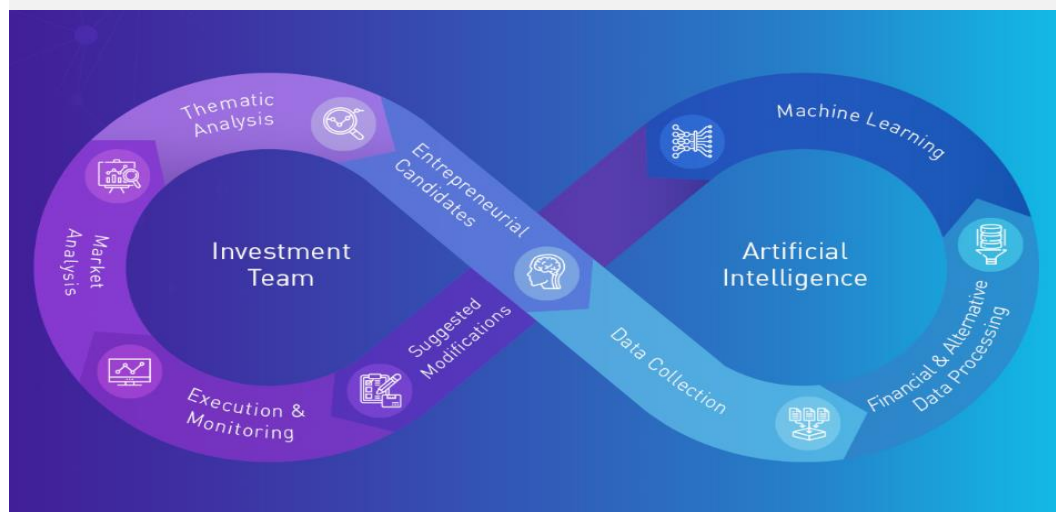 Thematic
Analysis
Entrepreneurial
Candidates
Market
Analysis
Investment
Team
Execution &
Monitoring
Suggested
Modifications
Machine Learning
Artificial
Intelligence
Data Collection
Financial & Alternative
Data Processing